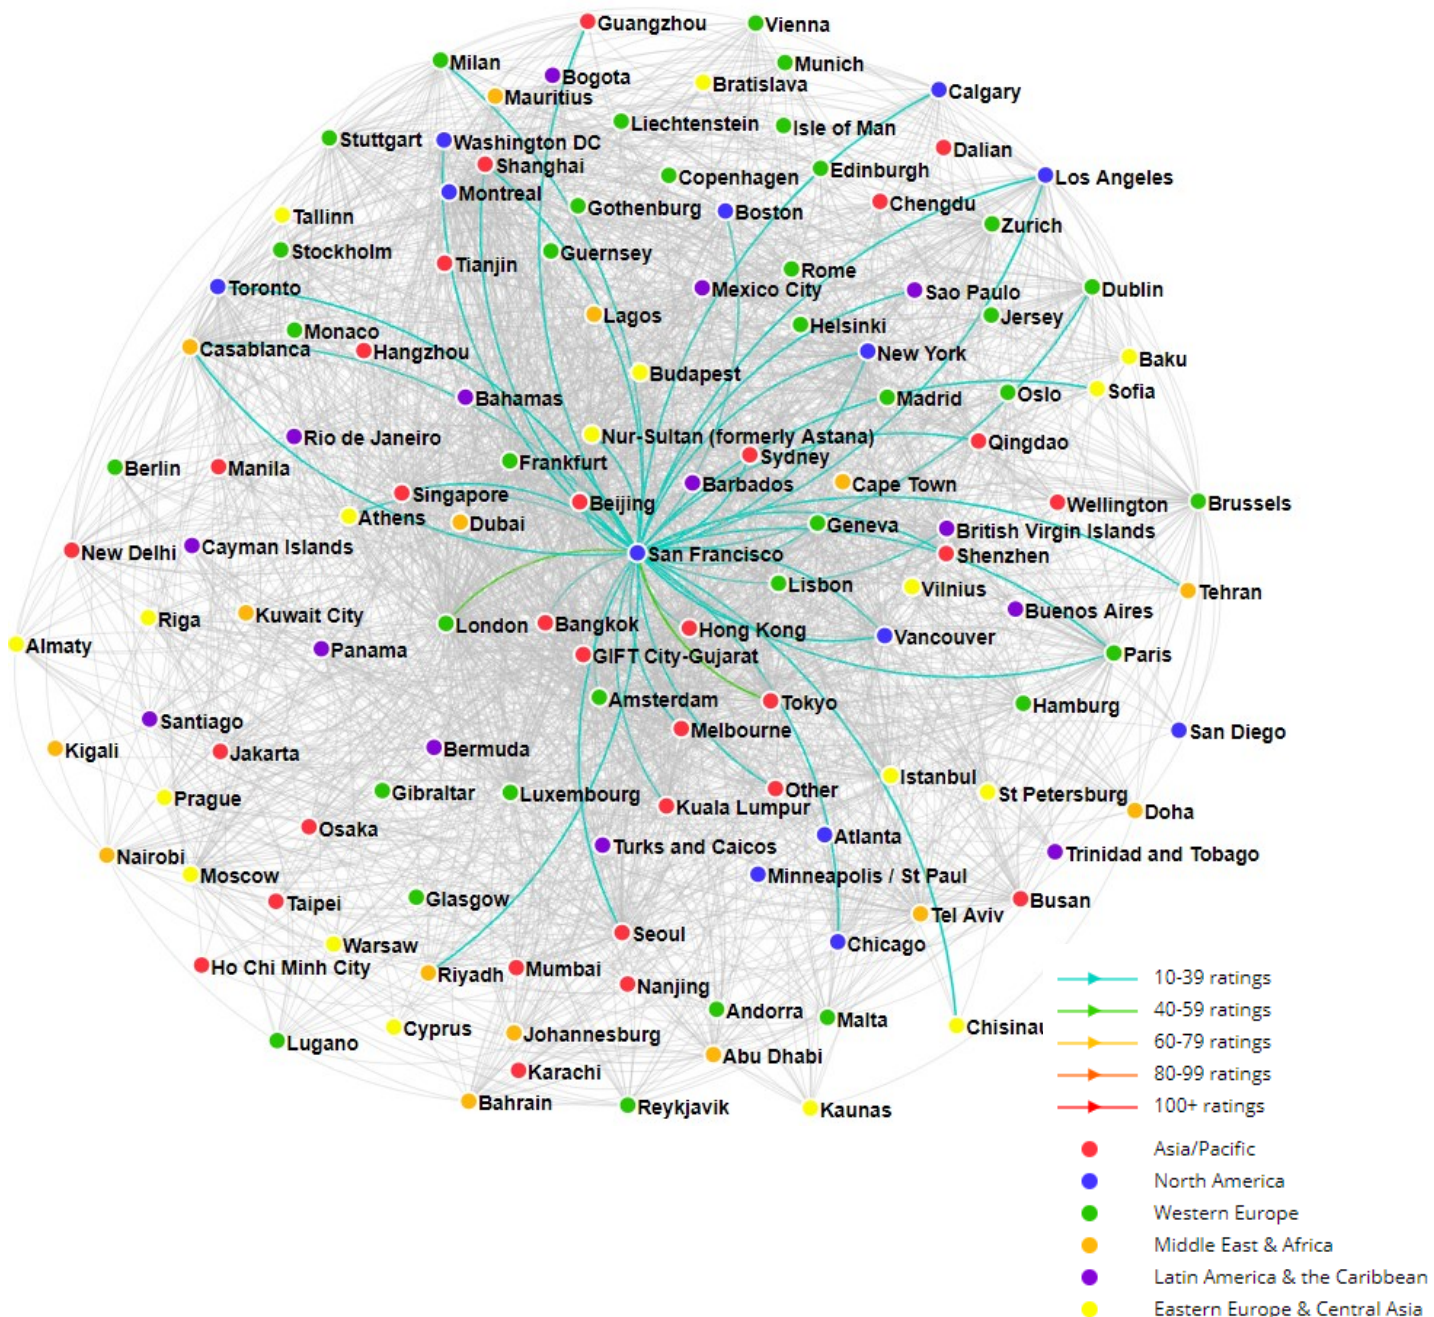 Guangzhou
Vienna
Milan
Munich
Bogota
Bratislava
Calgary
Mauritius
Liechtenstein
Isle of Man
Stuttgart
Washington DC
Dalian
Shanghai
Edinburgh
Copenhagen
Los Angeles
Montreal
Chengdu
Gothenburg
Boston
Tallinn
Zurich
Stockholm
Guernsey
Tianjin
Rome
Toronto
Mexico City
Sao Paulo
Dublin
Lagos
Jersey
Monaco
Helsinki
Casablanca
Hangzhou
New York
Baku
Budapest
Bahamas
Madrid
Oslo
Sofia
Rio de Janeiro
Nur-Sultan (formerly Astana)
Qingdao
Berlin
Manila
Frankfurt
Sydney
Singapore
Barbados
Cape Town
Beijing
Wellington
Brussels
Athens
Dubai
Geneva
British Virgin Islands
New Delhi
Cayman Islands
San Francisco
Shenzhen
Lisbon
Vilnius
Tehran
Riga
Kuwait City
Buenos Aires
London
Bangkok
Hong Kong
Vancouver
Almaty
Panama
GIFT City-Gujarat
Paris
Amsterdam
Tokyo
Hamburg
Santiago
Melbourne
San Diego
Kigali
Jakarta
Bermuda
Istanbul
Prague
Gibraltar
Luxembourg
Other
St Petersburg
Kuala Lumpur
Doha
Osaka
Atlanta
Turks and Caicos
Trinidad and Tobago
Nairobi
Moscow
Minneapolis / St Paul
Taipei
Glasgow
Busan
Tel Aviv
Seoul
Warsaw
Chicago
Ho Chi Minh City
Riyadh
Mumbai
Nanjing
Andorra
Malta
Cyprus
Johannesburg
Chisinau
Lugano
Abu Dhabi
Karachi
Bahrain
Reykjavik
Kaunas
10-39 ratings
40-59 ratings
60-79 ratings
80-99 ratings
100+ ratings
Asia/Pacific
North America
Western Europe
Middle East & Africa
Latin America & the Caribbean
Eastern Europe & Central Asia